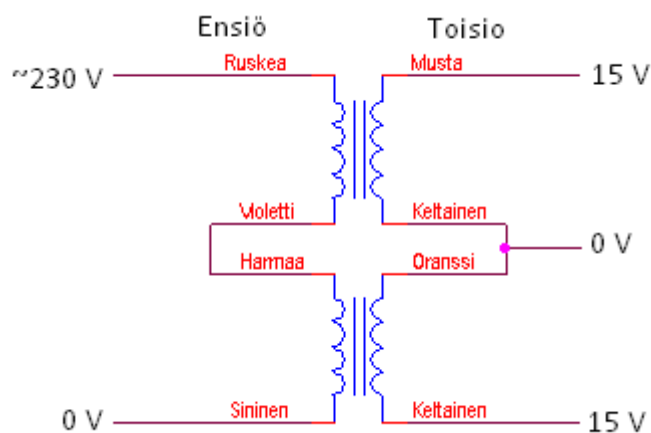 Ensiö Toisio
~230 V Ruskea Musta 15 V
Violetti Keltainen
0 V
Harmaa Oranssi
0 V Sininen Keltainen 15 V